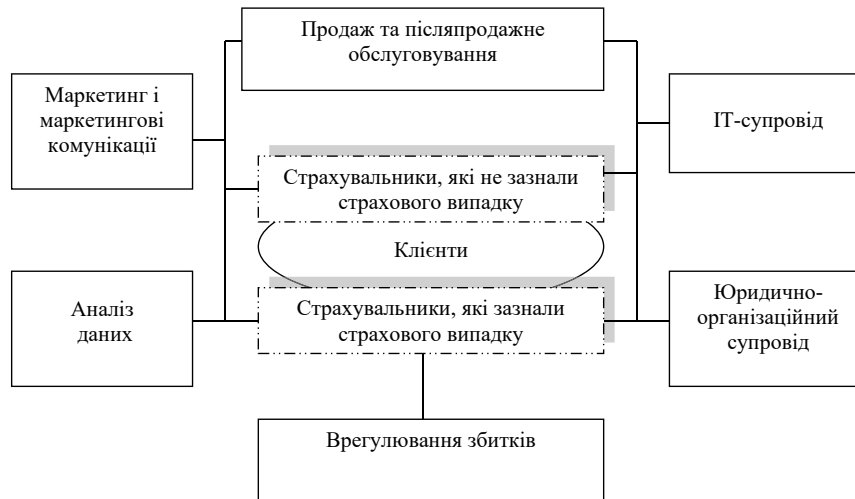 Продаж та післяпродажне
обслуговування
Маркетинг і
маркетингові
комунікації
ІТ-супровід
Страхувальники, які не зазнали
страхового випадку
Клієнти
Аналіз
даних
Страхувальники, які зазнали
страхового випадку
Юридично-
організаційний
супровід
Врегулювання збитків